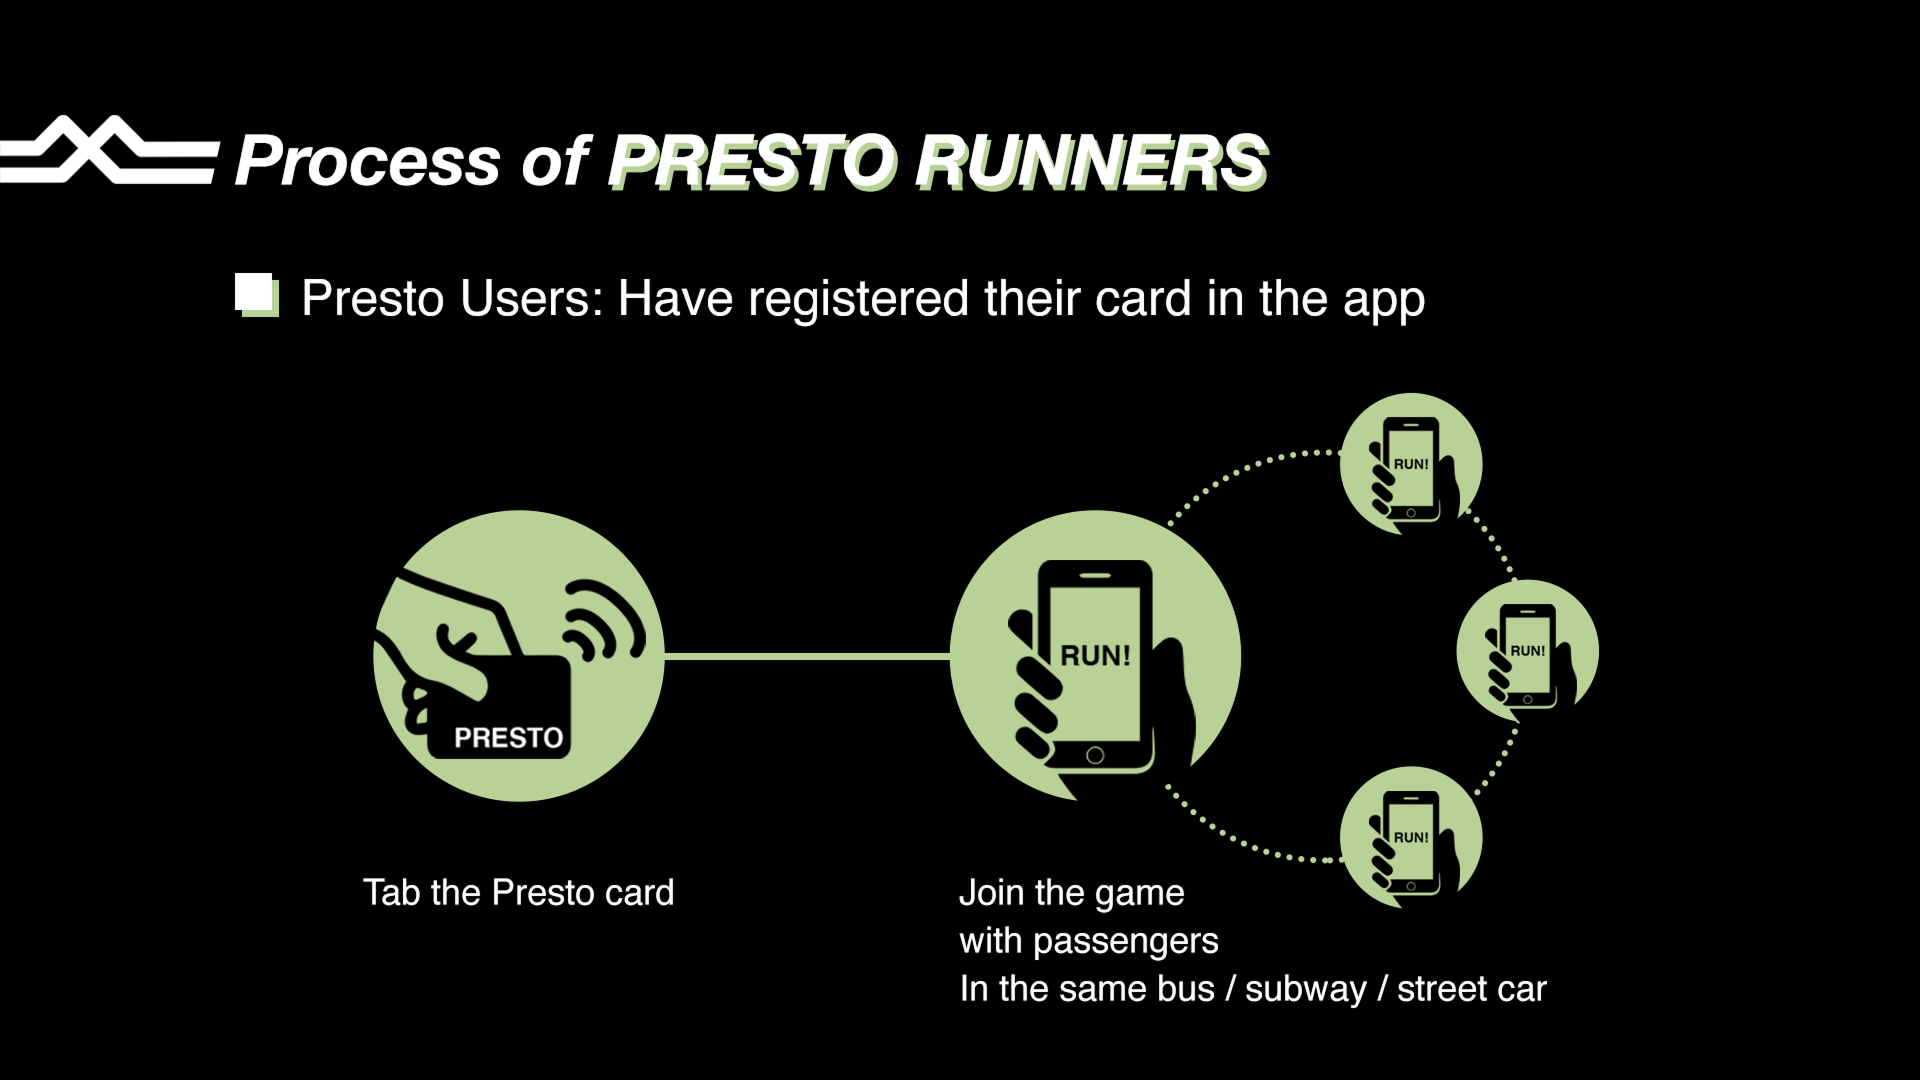 Process of PRESTO RUNNERS
Presto Users: Have registered their card in the app
RUN!
RUN!
RUN!
RUN!
PRESTO
Tab the Presto card
Join the game
with passengers
In the same bus / subway / street car